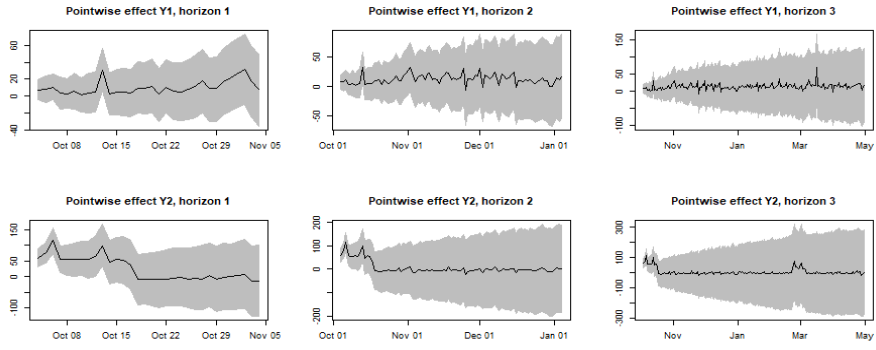 Pointwise effect Y1, horizon 1
Pointwise effect Y1, horizon 2
Pointwise effect Y1, horizon 3
60
20
0
-40
Oct 08
Oct 15
Oct 22
Oct 29
Nov 05
50
0
-50
Oct 01
Nov 01
Dec 01
Jan 01
150
50
0
-100
Nov
Jan
Mar
May
Pointwise effect Y2, horizon 1
Pointwise effect Y2, horizon 2
Pointwise effect Y2, horizon 3
150
50
0
-100
Oct 08
Oct 15
Oct 22
Oct 29
Nov 05
200
100
0
-200
Oct 01
Nov 01
Dec 01
Jan 01
300
100
-100
-300
Nov
Jan
Mar
May